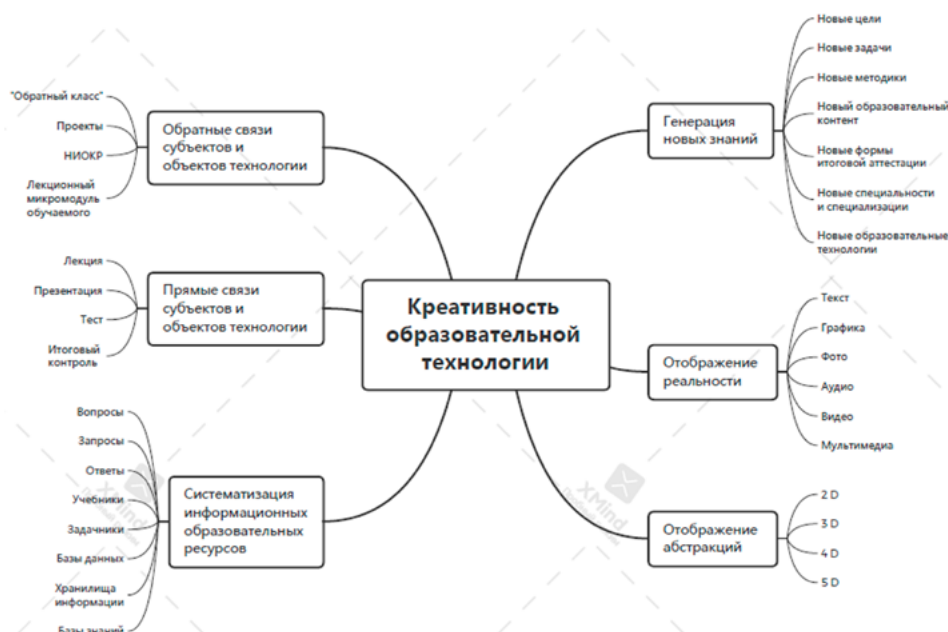 Креативность
образовательной
технологии
Обратные связи
субъектов и
объектов технологии
"Обратный класс"
Проекты
НИОКР
Лекционный
микромодуль
обучаемого
Прямые связи
субъектов и
объектов технологии
Лекция
Презентация
Тест
Итоговый
контроль
Систематизация
информационных
образовательных
ресурсов
Вопросы
Запросы
Ответы
Учебники
Задачники
Базы данных
Хранилища
информации
Базы знаний
Генерация
новых знаний
Новые цели
Новые задачи
Новые методики
Новый образовательный
контент
Новые формы
итоговой аттестации
Новые специальности
и специализации
Новые образовательные
технологии
Отображение
реальности
Текст
Графика
Фото
Аудио
Видео
Мультимедиа
Отображение
абстракций
2 D
3 D
4 D
5 D
XMind
XMind